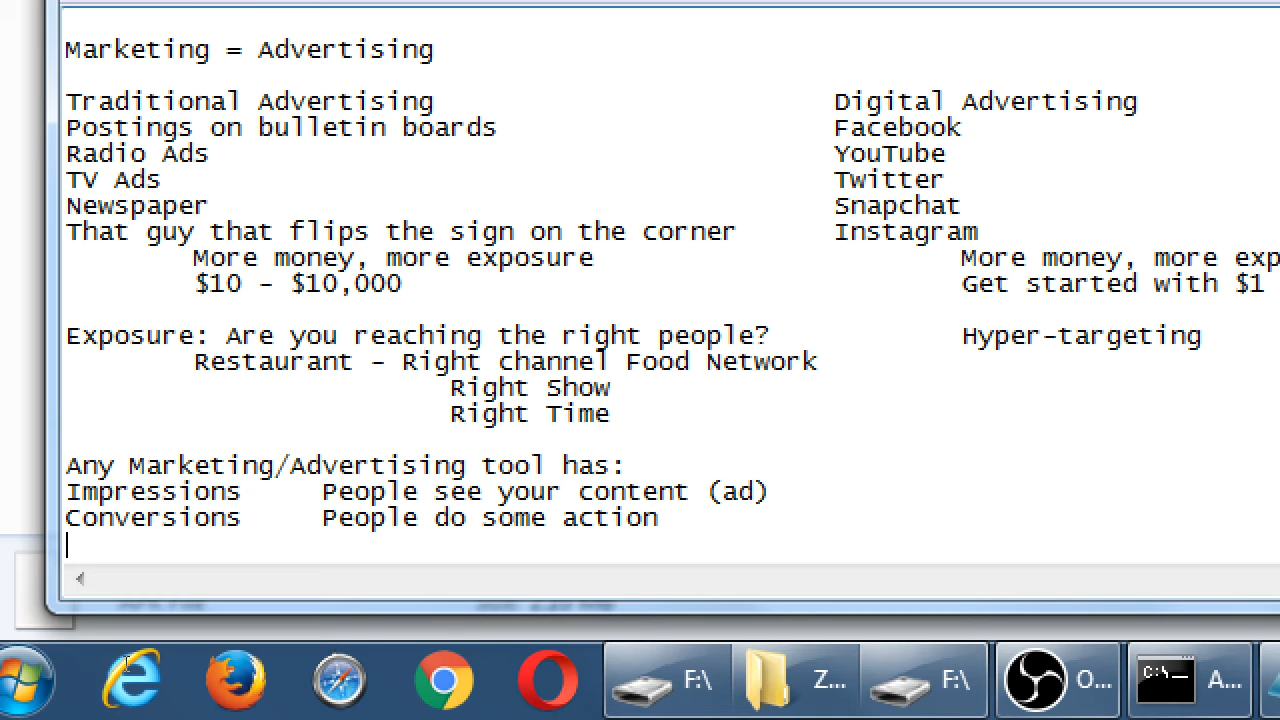 Marketing = Advertising
Traditional Advertising Digital Advertising
Postings on bulletin boards Facebook
Radio Ads YouTube
TV Ads Twitter
Newspaper Snapchat
That guy that flips the sign on the corner Instagram
More money, more exposure More money, more exp
$10 - $10,000 Get started with $1
Exposure: Are you reaching the right people? Hyper-targeting
Restaurant - Right channel Food Network
Right Show
Right Time
Any Marketing/Advertising tool has:
Impressions People see your content (ad)
Conversions People do some action
F:\ Z... F:\ O... C:\ A...